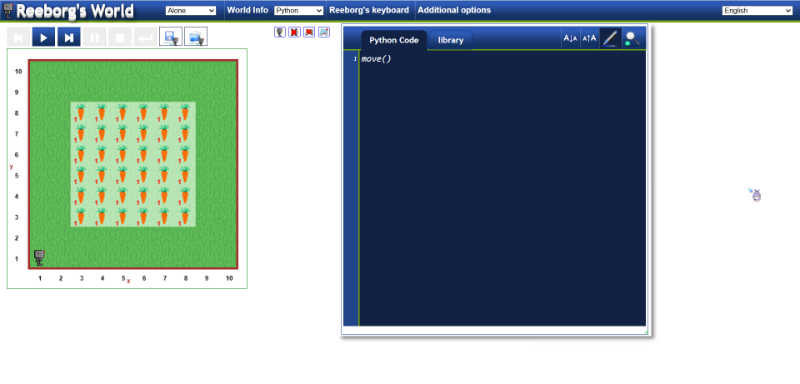 Reeborg's World
Alone
World Info
Python
Reeborg's keyboard
Additional options
English
Python Code
library
A↓A
A↑A
1 move()
10
9
8
7
6
5
4
3
2
1
y
1 1 1 1 1 1
1 1 1 1 1 1
1 1 1 1 1 1
1 1 1 1 1 1
1 1 1 1 1 1
1 1 1 1 1 1
1 2 3 4 5 6 7 8 9 10
x